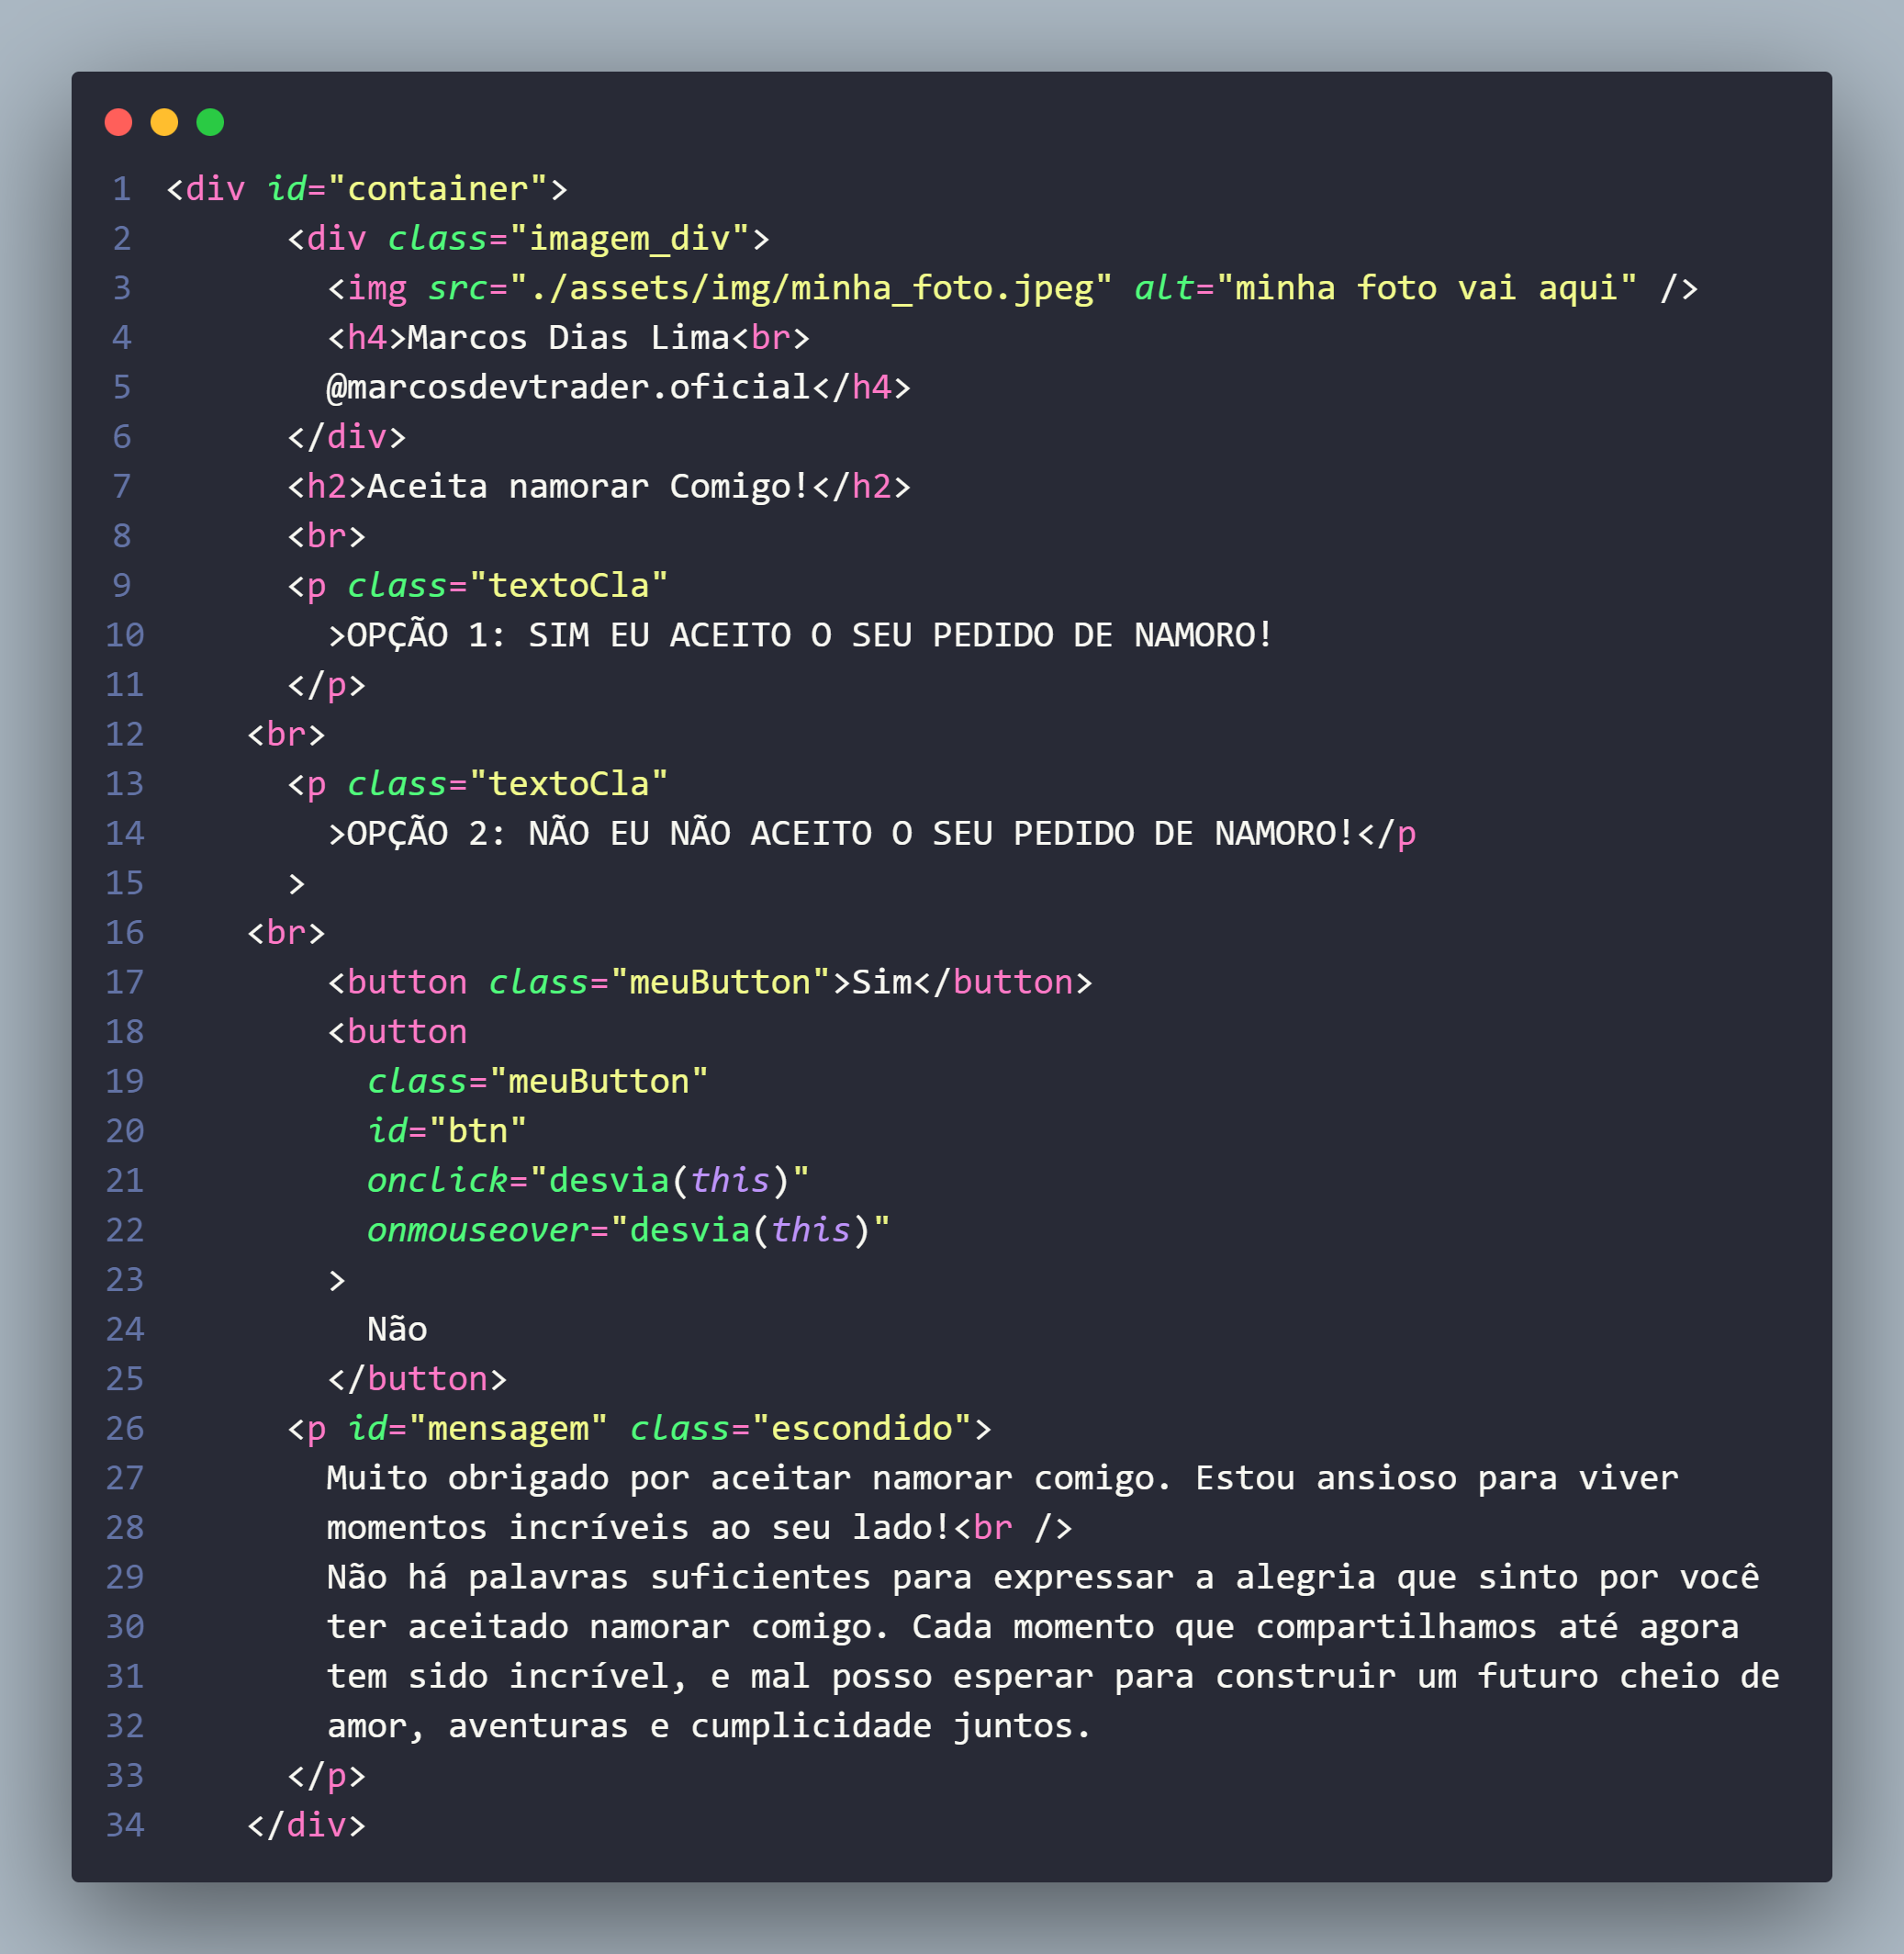 1 <div id="container">
2 <div class="imagem_div">
3 <img src="./assets/img/minha_foto.jpeg" alt="minha foto vai aqui" />
4 <h4>Marcos Dias Lima<br>
5 @marcosdevtrader.oficial</h4>
6 </div>
7 <h2>Aceita namorar Comigo!</h2>
8 <br>
9 <p class="textoCla"
10 >OPÇÃO 1: SIM EU ACEITO O SEU PEDIDO DE NAMORO!
11 </p>
12 <br>
13 <p class="textoCla"
14 >OPÇÃO 2: NÃO EU NÃO ACEITO O SEU PEDIDO DE NAMORO!</p
15 >
16 <br>
17 <button class="meuButton">Sim</button>
18 <button
19 class="meuButton"
20 id="btn"
21 onclick="desvia(this)"
22 onmouseover="desvia(this)"
23 >
24 Não
25 </button>
26 <p id="mensagem" class="escondido">
27 Muito obrigado por aceitar namorar comigo. Estou ansioso para viver
28 momentos incríveis ao seu lado!<br />
29 Não há palavras suficientes para expressar a alegria que sinto por você
30 ter aceitado namorar comigo. Cada momento que compartilhamos até agora
31 tem sido incrível, e mal posso esperar para construir um futuro cheio de
32 amor, aventuras e cumplicidade juntos.
33 </p>
34 </div>